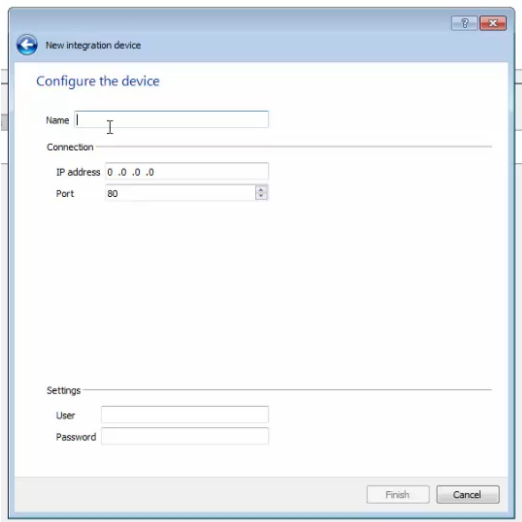 New integration device
Configure the device
Name
Connection
IP address 0 .0 .0 .0
Port 80
Settings
User
Password
Finish Cancel